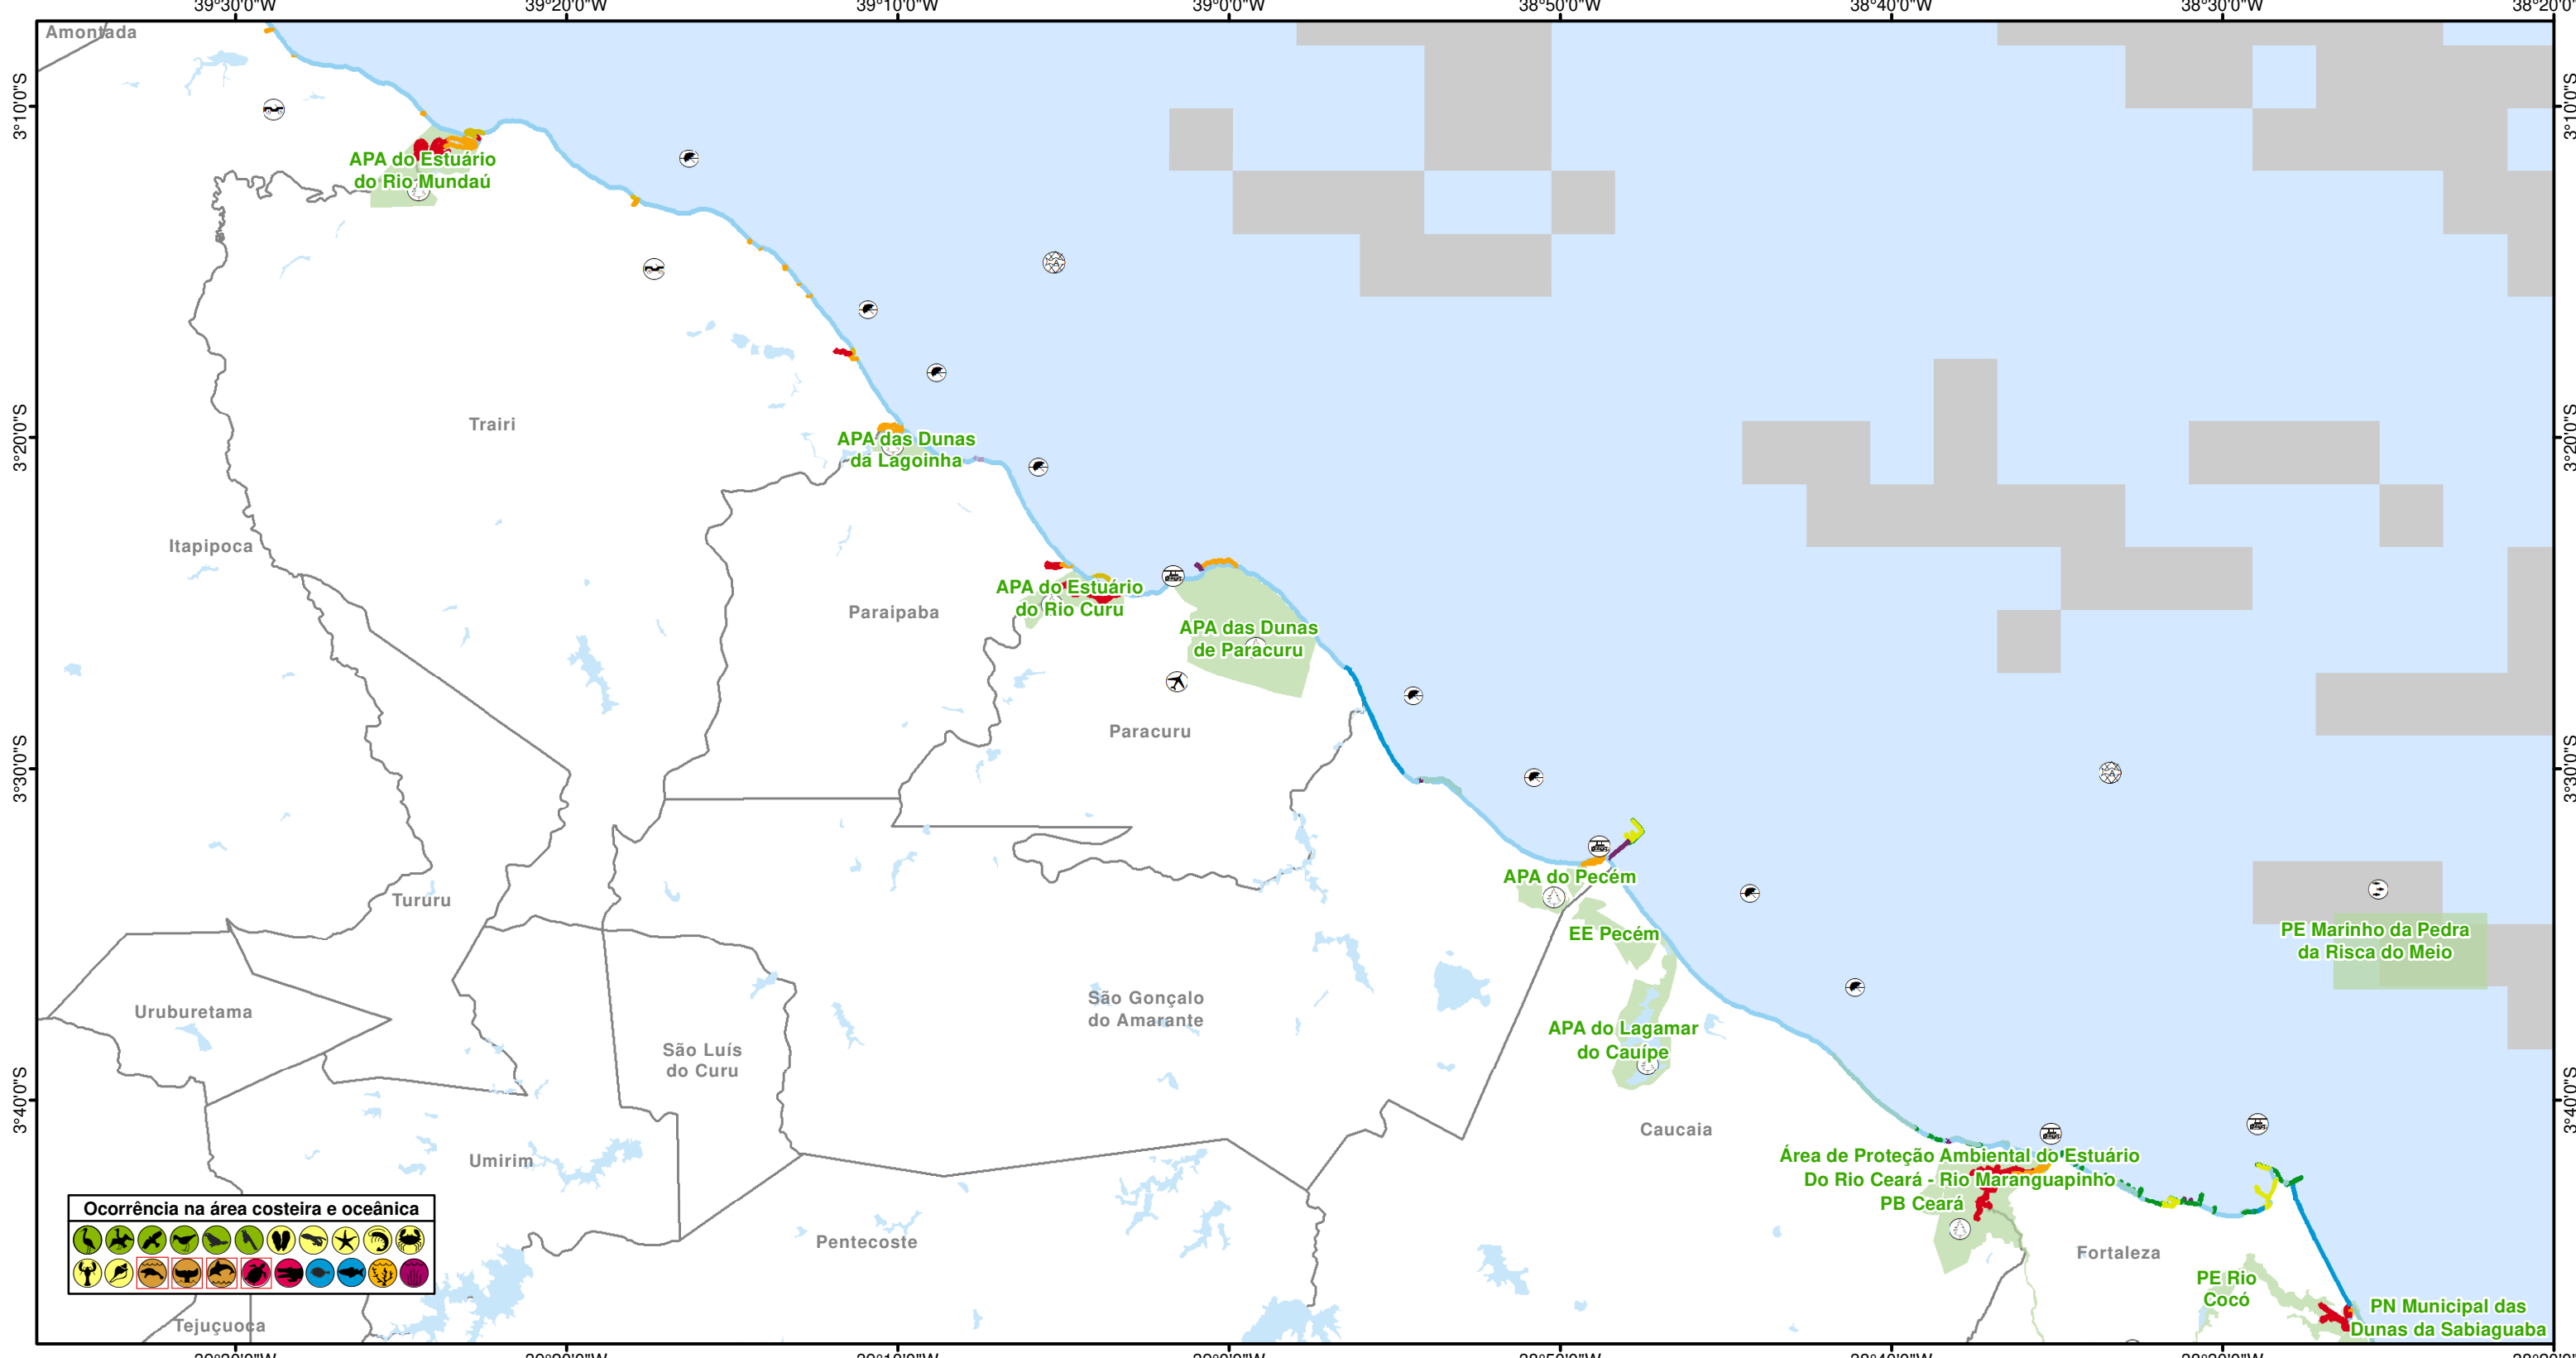 39°30'0"W
39°20'0"W
39°10'0"W
39°0'0"W
38°50'0"W
38°40'0"W
38°30'0"W
3°10'0"S
3°10'0"S
3°20'0"S
3°20'0"S
3°30'0"S
3°40'0"S
Amontada
APA do Estuário
do Rio Mundaú
Trairi
APA das Dunas
da Lagoinha
Itapipoca
APA do Estuário
do Rio Curu
Paraipaba
APA das Dunas
de Paracuru
Paracuru
APA do Pecém
Tururu
EE Pecém
PE Marinho da Pedra
da Risca do Meio
Uruburetama
São Gonçalo
do Amarante
APA do Lagamar
do Cauípe
São Luís
do Curu
Caucaia
Umirim
Área de Proteção Ambiental do Estuário
Do Rio Ceará - Rio Maranguapinho
PB Ceará
Ocorrência na área costeira e oceânica
Pentecoste
Fortaleza
PE Rio
Cocó
PN Municipal das
Dunas da Sabiaguaba
Tejuçuoca